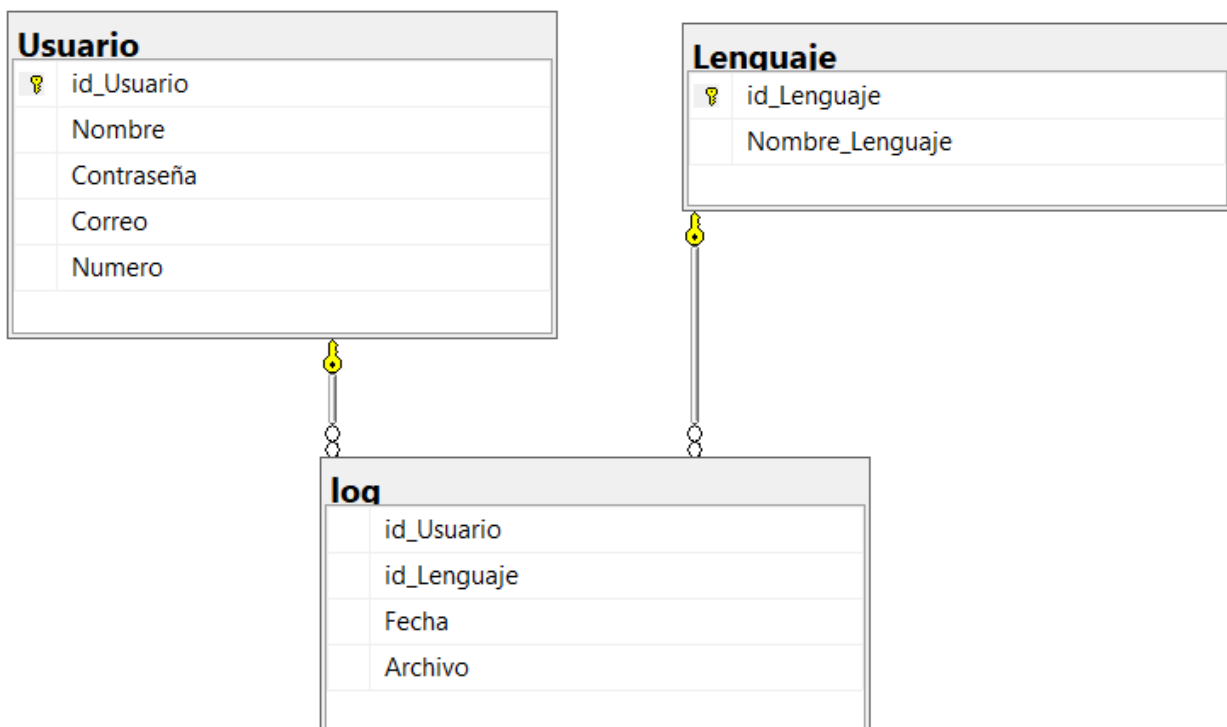 Usuario
id_Usuario
Nombre
Contraseña
Correo
Numero
Lenguaje
id_Lenguaje
Nombre_Lenguaje
log
id_Usuario
id_Lenguaje
Fecha
Archivo